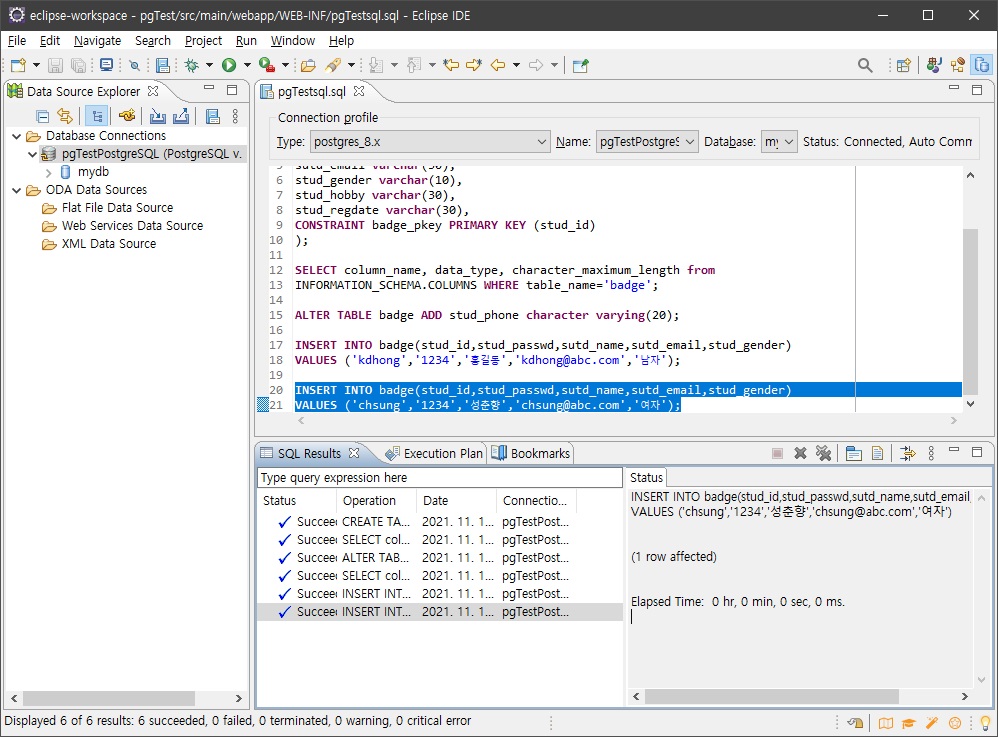 eclipse-workspace - pgTest/src/main/webapp/WEB-INF/pgTestsql.sql - Eclipse IDE
File Edit Navigate Search Project Run Window Help
Data Source Explorer
Database Connections
pgTestPostgreSQL (PostgreSQL v.
mydb
ODA Data Sources
Flat File Data Source
Web Services Data Source
XML Data Source
pgTestsql.sql
Connection profile
Type: postgres_8.x Name: pgTestPostgreS Database: my Status: Connected, Auto Comm
5 sutd_email varchar(50),
6 stud_gender varchar(10),
7 stud_hobby varchar(30),
8 stud_regdate varchar(30),
9 CONSTRAINT badge_pkey PRIMARY KEY (stud_id)
10 );
11
12 SELECT column_name, data_type, character_maximum_length from
13 INFORMATION_SCHEMA.COLUMNS WHERE table_name='badge';
14
15 ALTER TABLE badge ADD stud_phone character varying(20);
16
17 INSERT INTO badge(stud_id,stud_passwd,sutd_name,sutd_email,stud_gender)
18 VALUES ('kdhong','1234','홍길동','kdhong@abc.com','남자');
19
20 INSERT INTO badge(stud_id,stud_passwd,sutd_name,sutd_email,stud_gender)
21 VALUES ('chsung','1234','성춘향','chsung@abc.com','여자');
SQL Results Execution Plan Bookmarks
Type query expression here
Status Operation Date Connectio...
Succee CREATE TA... 2021. 11. 1... pgTestPost...
Succee SELECT col... 2021. 11. 1... pgTestPost...
Succee ALTER TAB... 2021. 11. 1... pgTestPost...
Succee SELECT col... 2021. 11. 1... pgTestPost...
Succee INSERT INT... 2021. 11. 1... pgTestPost...
Succee INSERT INT... 2021. 11. 1... pgTestPost...
Status
INSERT INTO badge(stud_id,stud_passwd,sutd_name,sutd_email,
VALUES ('chsung','1234','성춘향','chsung@abc.com','여자')
(1 row affected)
Elapsed Time: 0 hr, 0 min, 0 sec, 0 ms.
Displayed 6 of 6 results: 6 succeeded, 0 failed, 0 terminated, 0 warning, 0 critical error